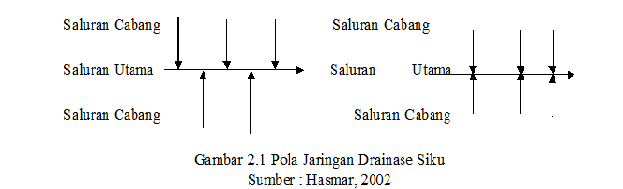 Saluran Cabang Saluran Cabang
Saluran Utama Saluran Utama
Saluran Cabang Saluran Cabang
Gambar 2.1 Pola Jaringan Drainase Siku
Sumber : Hasmar, 2002